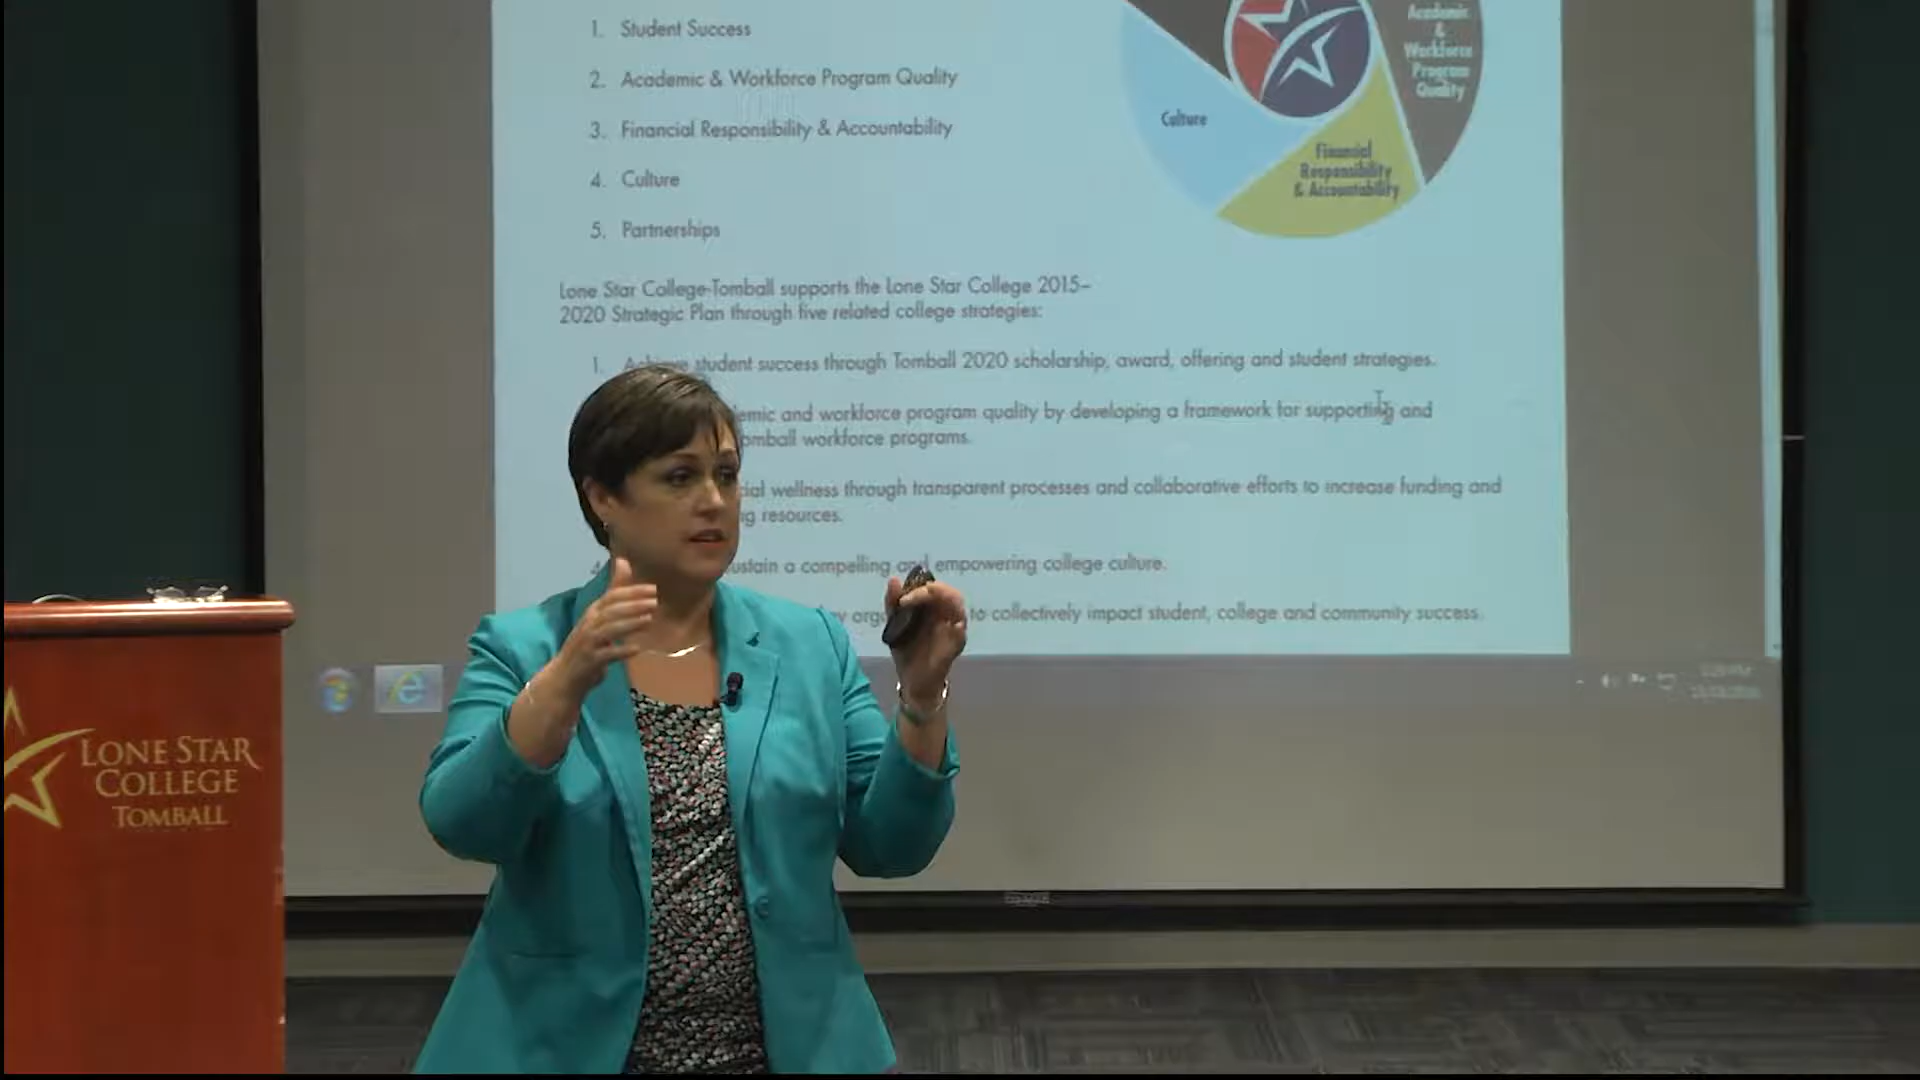 1. Student Success
2. Academic & Workforce Program Quality
3. Financial Responsibility & Accountability
4. Culture
5. Partnerships
Academic
&
Workforce
Program
Quality
Culture
Financial
Responsibility
& Accountability
Lone Star College-Tomball supports the Lone Star College 2015–
2020 Strategic Plan through five related college strategies:
1. Achieve student success through Tomball 2020 scholarship, award, offering and student strategies.
emic and workforce program quality by developing a framework for supporting and
omball workforce programs.
cial wellness through transparent processes and collaborative efforts to increase funding and
ng resources.
4. ustain a compelling and empowering college culture.
y org to collectively impact student, college and community success.
LONE STAR
COLLEGE
TOMBALL